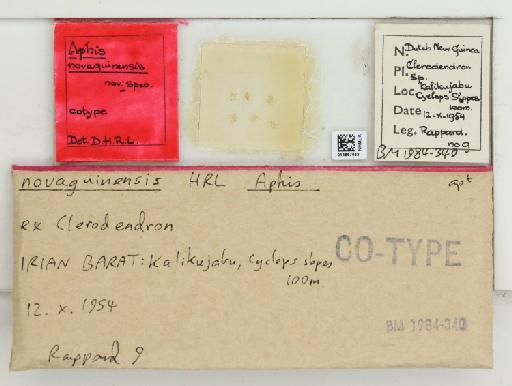 Aphis
novaguinensis
nov. spec.
cotype
Det. D.H.R.L.
N. Dutch New Guinea
Pl. Clerodendron
sp.
Loc. Kalikujabu
Cyclops Slopes
100m.
Date 12.x.1954
Leg. Rappard.
no 9
BM 1984-340
novaguinensis HRL Aphis
apt
ex Clerodendron
IRIAN BARAT: Kalikujabu, Cyclops slopes
100m
CO-TYPE
12. x. 1954
BM 1984-340
Rappard 9